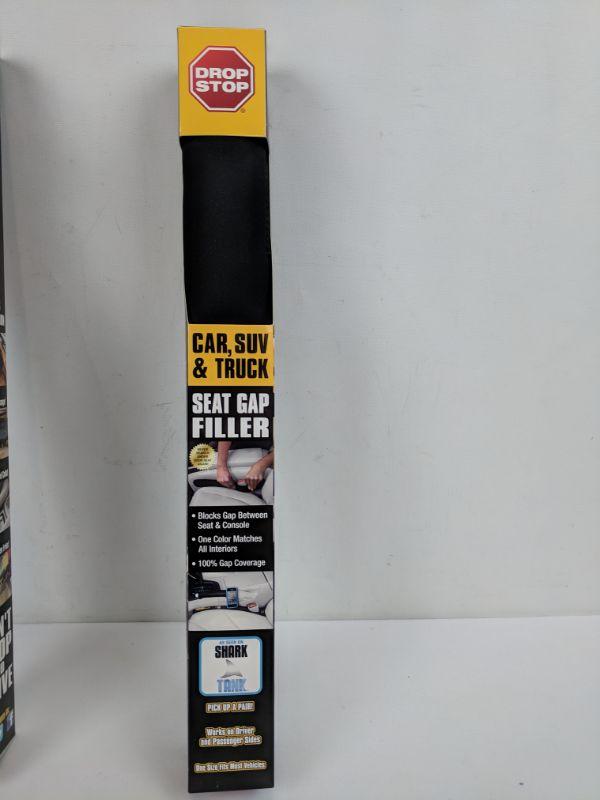 DROP
STOP
®
CAR, SUV
& TRUCK
SEAT GAP
FILLER
• Blocks Gap Between
Seat & Console
• One Color Matches
All Interiors
• 100% Gap Coverage
AS SEEN ON
SHARK
TANK
PICK UP A PAIR!
Works on Driver
and Passenger Sides
One Size Fits Most Vehicles